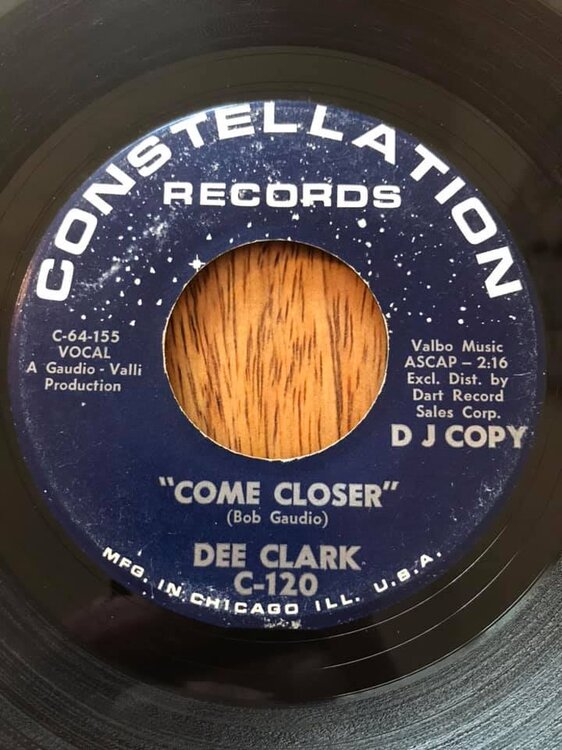 CONSTELLATION
RECORDS
C-64-155
VOCAL
A Gaudio - Valli
Production
Valbo Music
ASCAP - 2:16
Excl. Dist. by
Dart Record
Sales Corp.
D J COPY
"COME CLOSER"
(Bob Gaudio)
DEE CLARK
C-120
MFG. IN CHICAGO ILL. U.S.A.